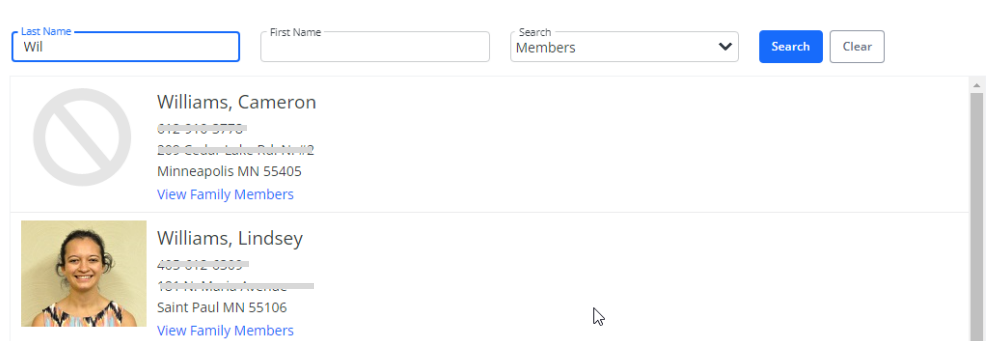 Last Name
Wil
First Name
Search
Members
Search
Clear
Williams, Cameron
Minneapolis MN 55405
View Family Members
Williams, Lindsey
Saint Paul MN 55106
View Family Members